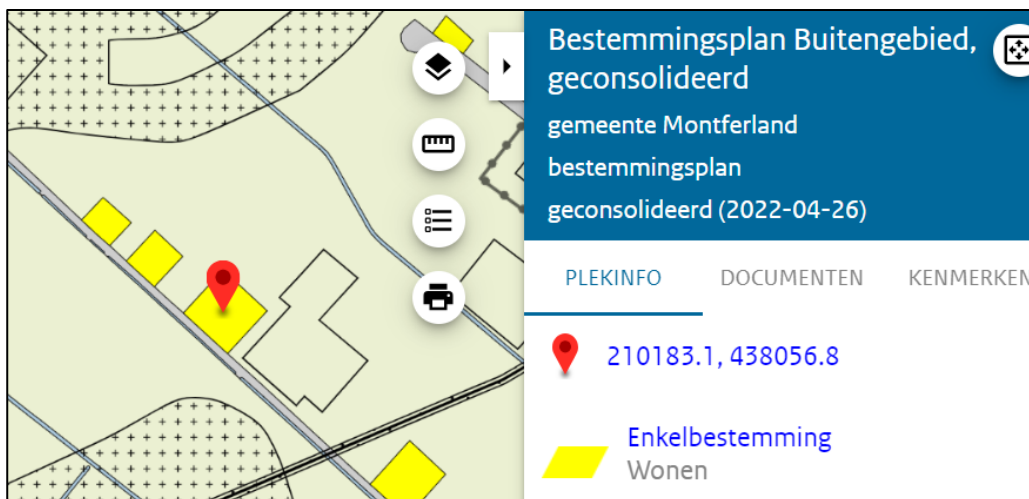 Bestemmingsplan Buitengebied,
geconsolideerd
gemeente Montferland
bestemmingsplan
geconsolideerd (2022-04-26)
PLEKINFO DOCUMENTEN KENMERKEN
210183.1, 438056.8
Enkelbestemming
Wonen